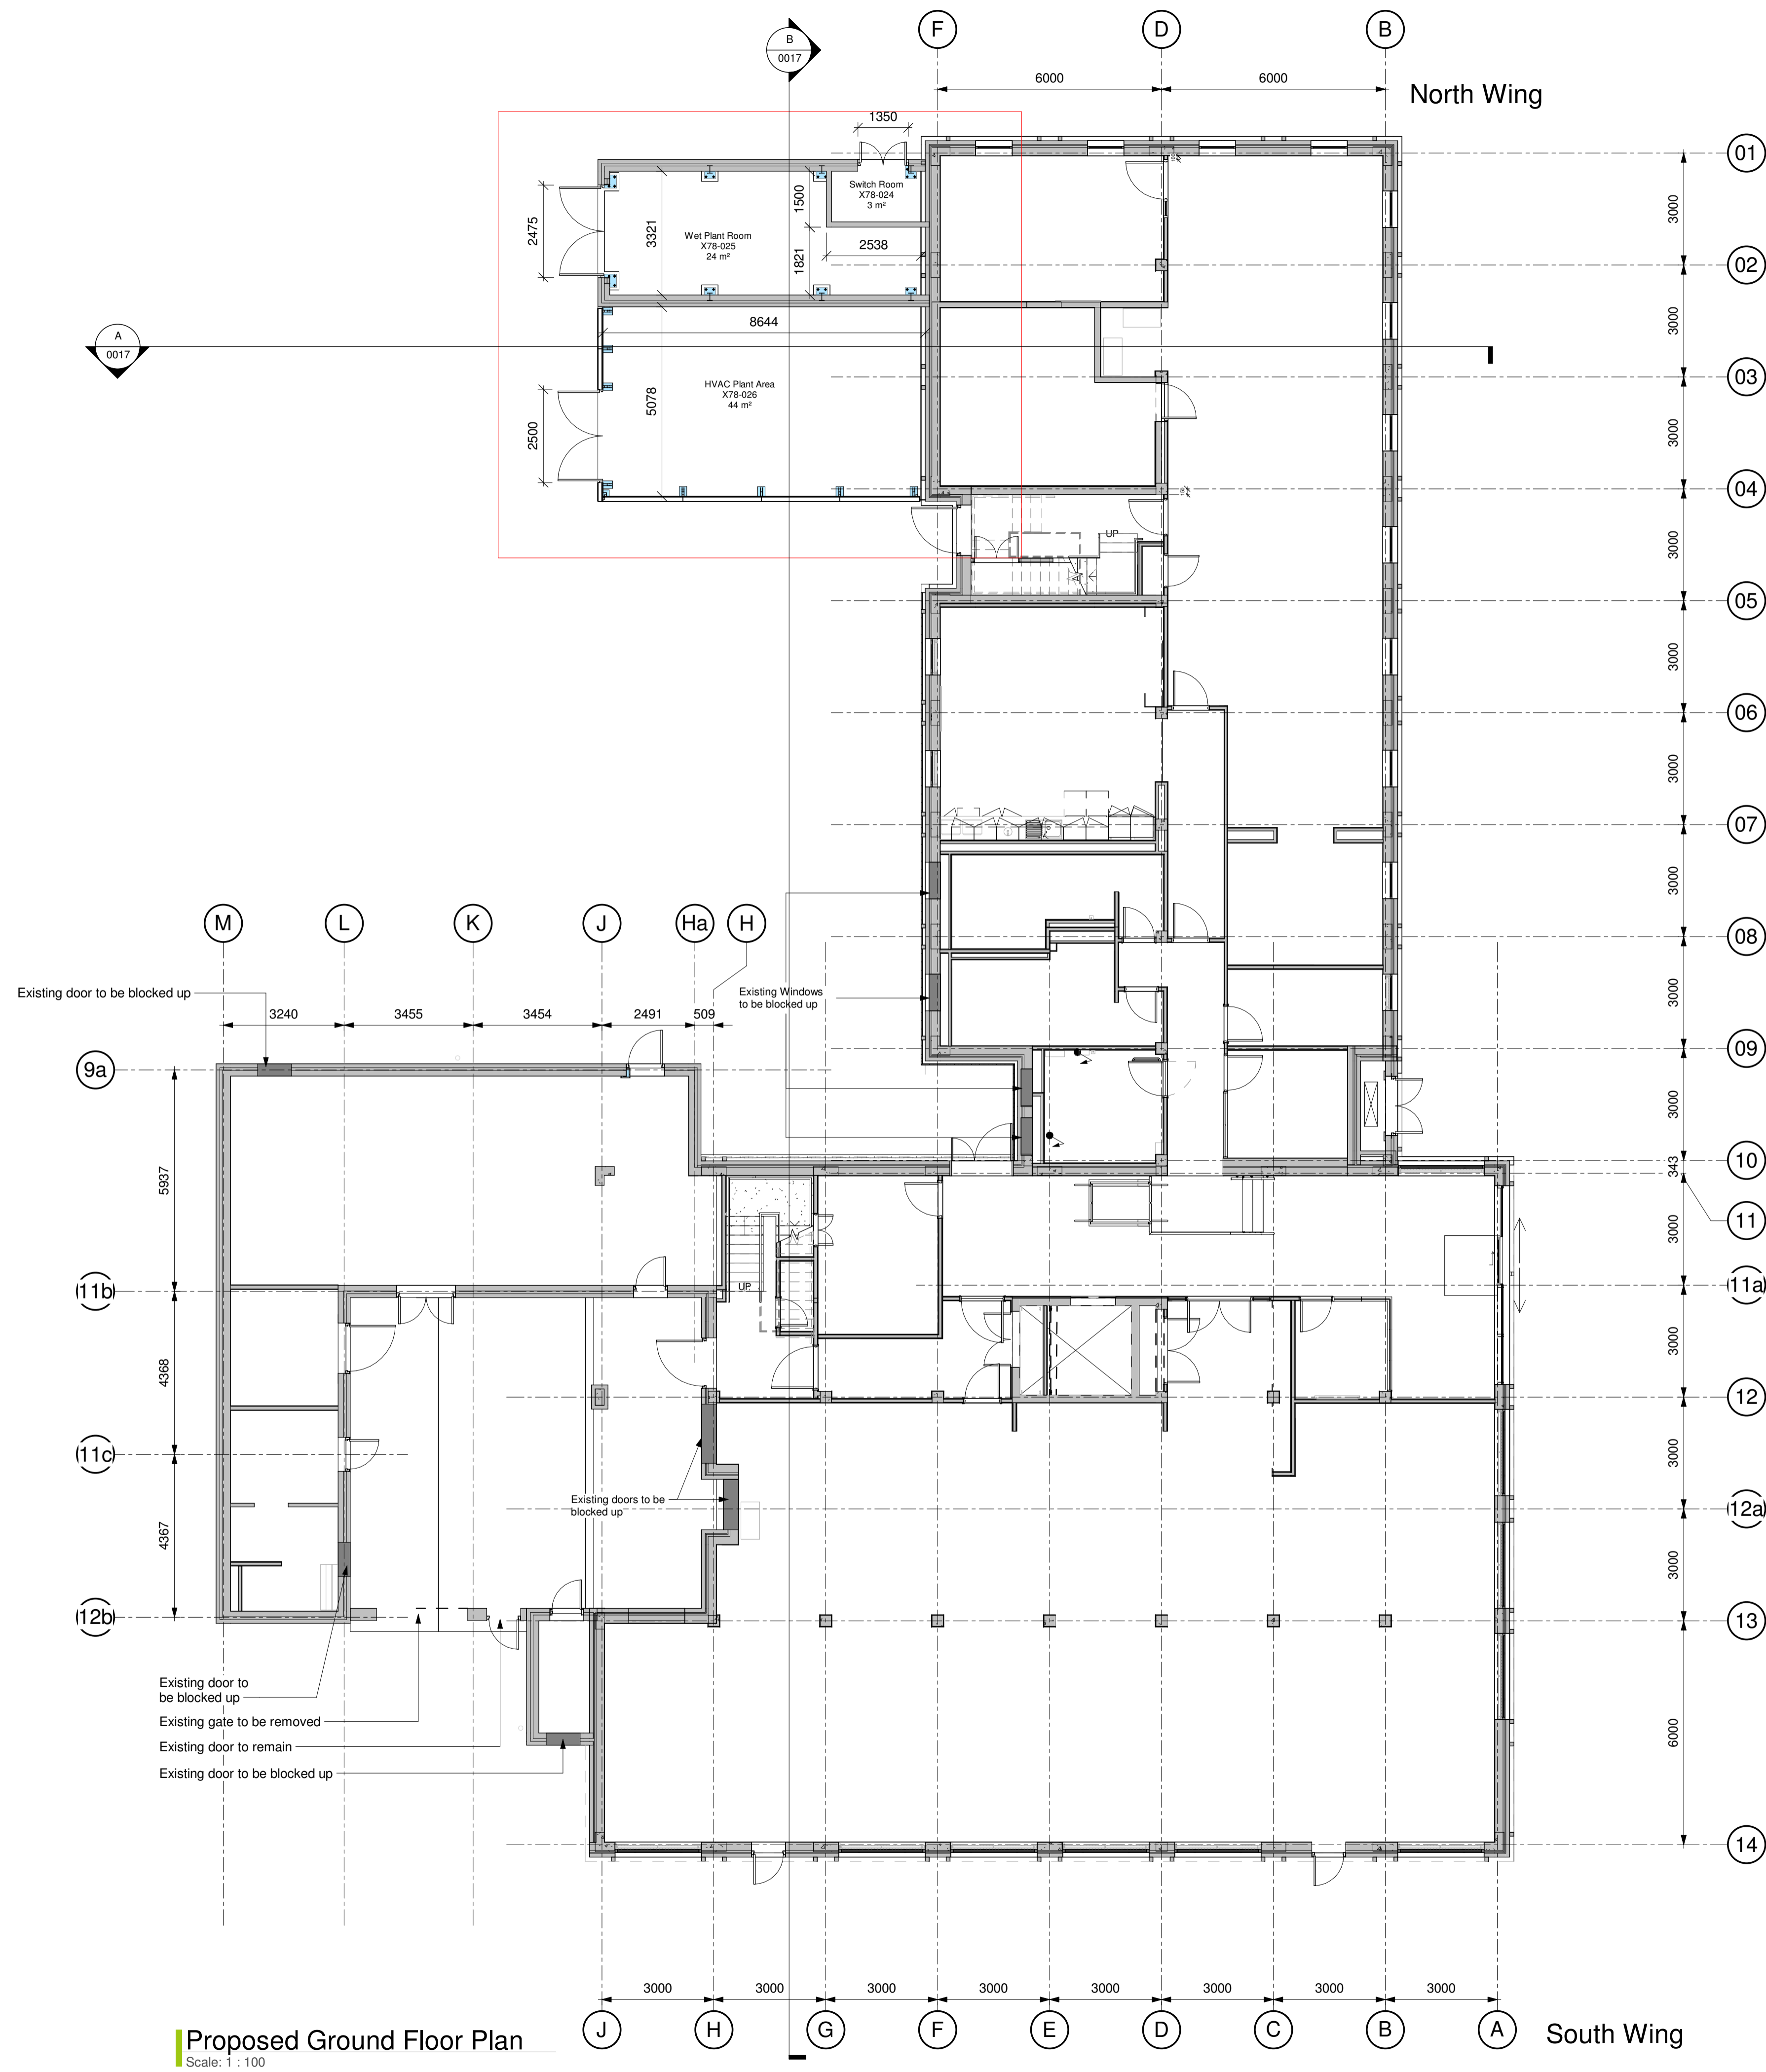 F
D
B
B
0017
6000
6000
North Wing
1350
01
Switch Room
X78-024
3 m²
1500
2475
3321
Wet Plant Room
X78-025
24 m²
1821
2538
3000
02
8644
3000
A
0017
HVAC Plant Area
X78-026
44 m²
5078
2500
03
3000
04
UP
3000
05
3000
06
3000
07
3000
M
L
K
J
Ha
H
08
Existing door to be blocked up
Existing Windows
to be blocked up
3240
3455
3454
2491
509
3000
09
9a
3000
10
343
5937
3000
11
UP
11b
11a
4368
3000
12
11c
3000
Existing doors to be
blocked up
12a
4367
3000
12b
13
Existing door to
be blocked up
Existing gate to be removed
Existing door to remain
Existing door to be blocked up
6000
14
3000
3000
3000
3000
3000
3000
3000
3000
J
H
G
F
E
D
C
B
A
South Wing
Proposed Ground Floor Plan
Scale: 1 : 100